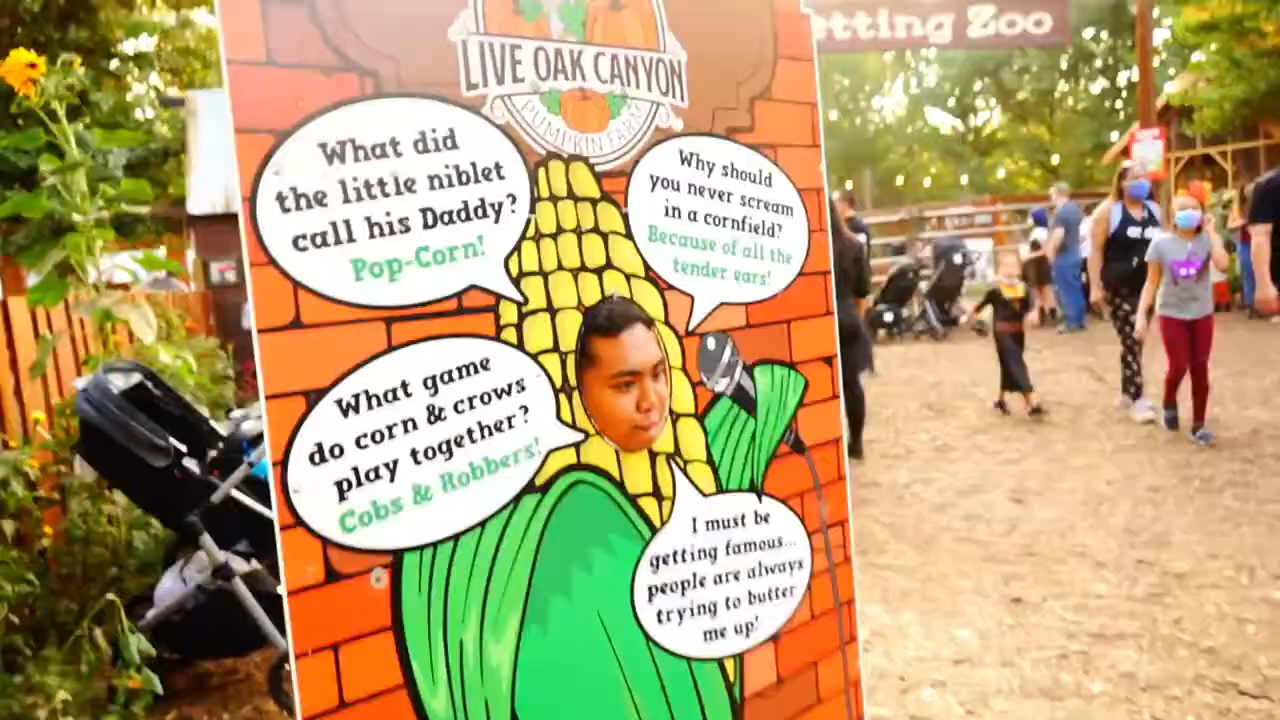 LIVE OAK CANYON
PUMPKIN FARM
etting Zoo
What did
the little niblet
call his Daddy?
Pop-Corn!
Why should
you never scream
in a cornfield?
Because of all the
tender ears!
What game
do corn & crows
play together?
Cobs & Robbers!
I must be
getting famous...
people are always
trying to butter
me up!